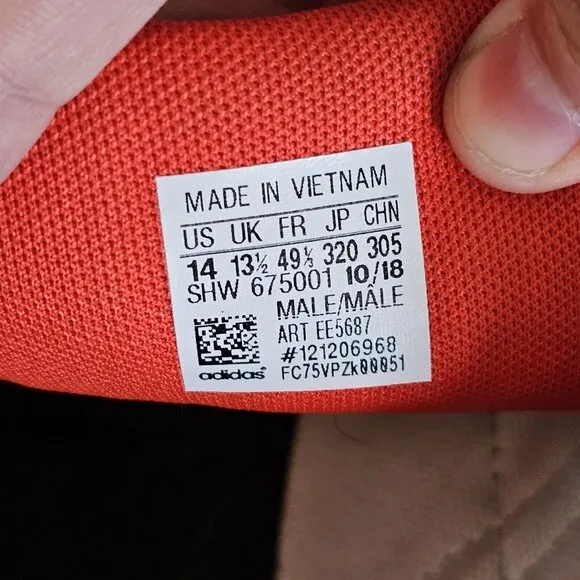 MADE IN VIETNAM
US UK FR JP CHN
14 13½ 49⅓ 320 305
SHW 675001 10/18
MALE/MÂLE
ART EE5687
#121206968
FC75VPZk00051
adidas